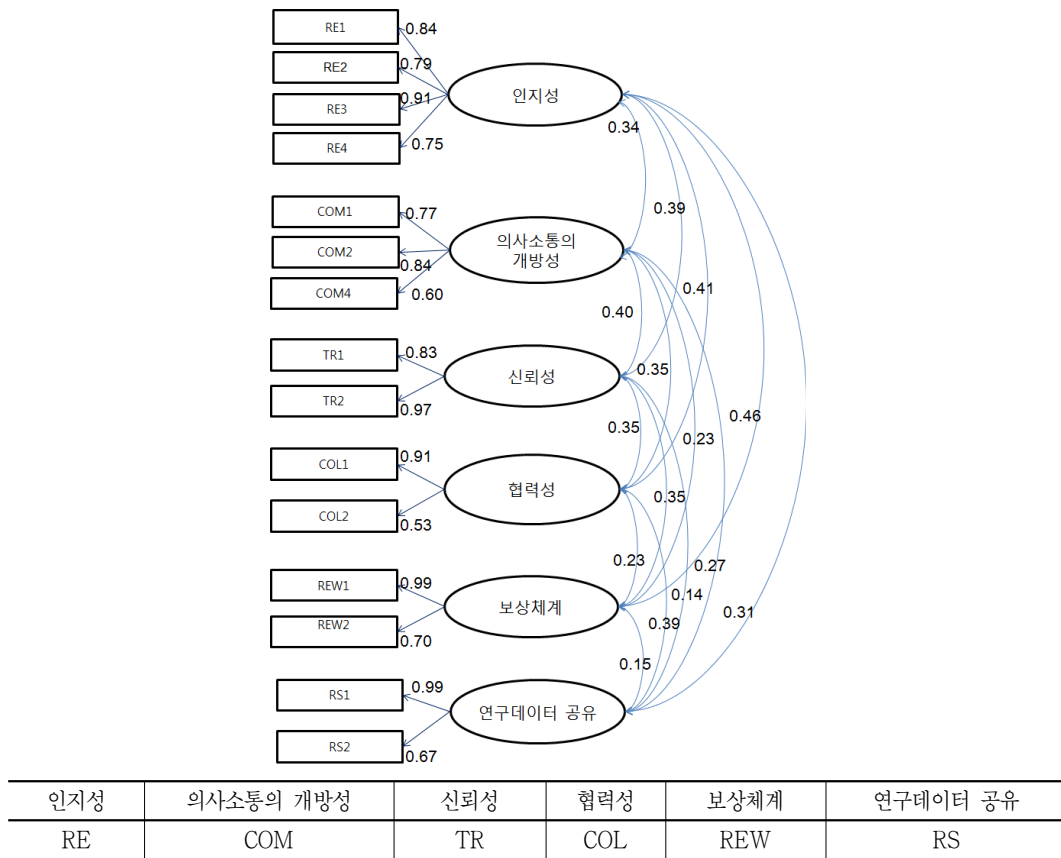 RE1
0.84
RE2
0.79
RE3
0.91
RE4
0.75
인지성
0.34
0.39
COM1
0.77
COM2
0.84
COM4
0.60
의사소통의
개방성
0.41
0.40
TR1
0.83
TR2
0.97
신뢰성
0.35
0.46
0.35
0.23
COL1
0.91
COL2
0.53
협력성
0.35
0.23
0.27
REW1
0.99
REW2
0.70
보상체계
0.14
0.31
0.39
0.15
RS1
0.99
RS2
0.67
연구데이터 공유
인지성 의사소통의 개방성 신뢰성 협력성 보상체계 연구데이터 공유
RE COM TR COL REW RS